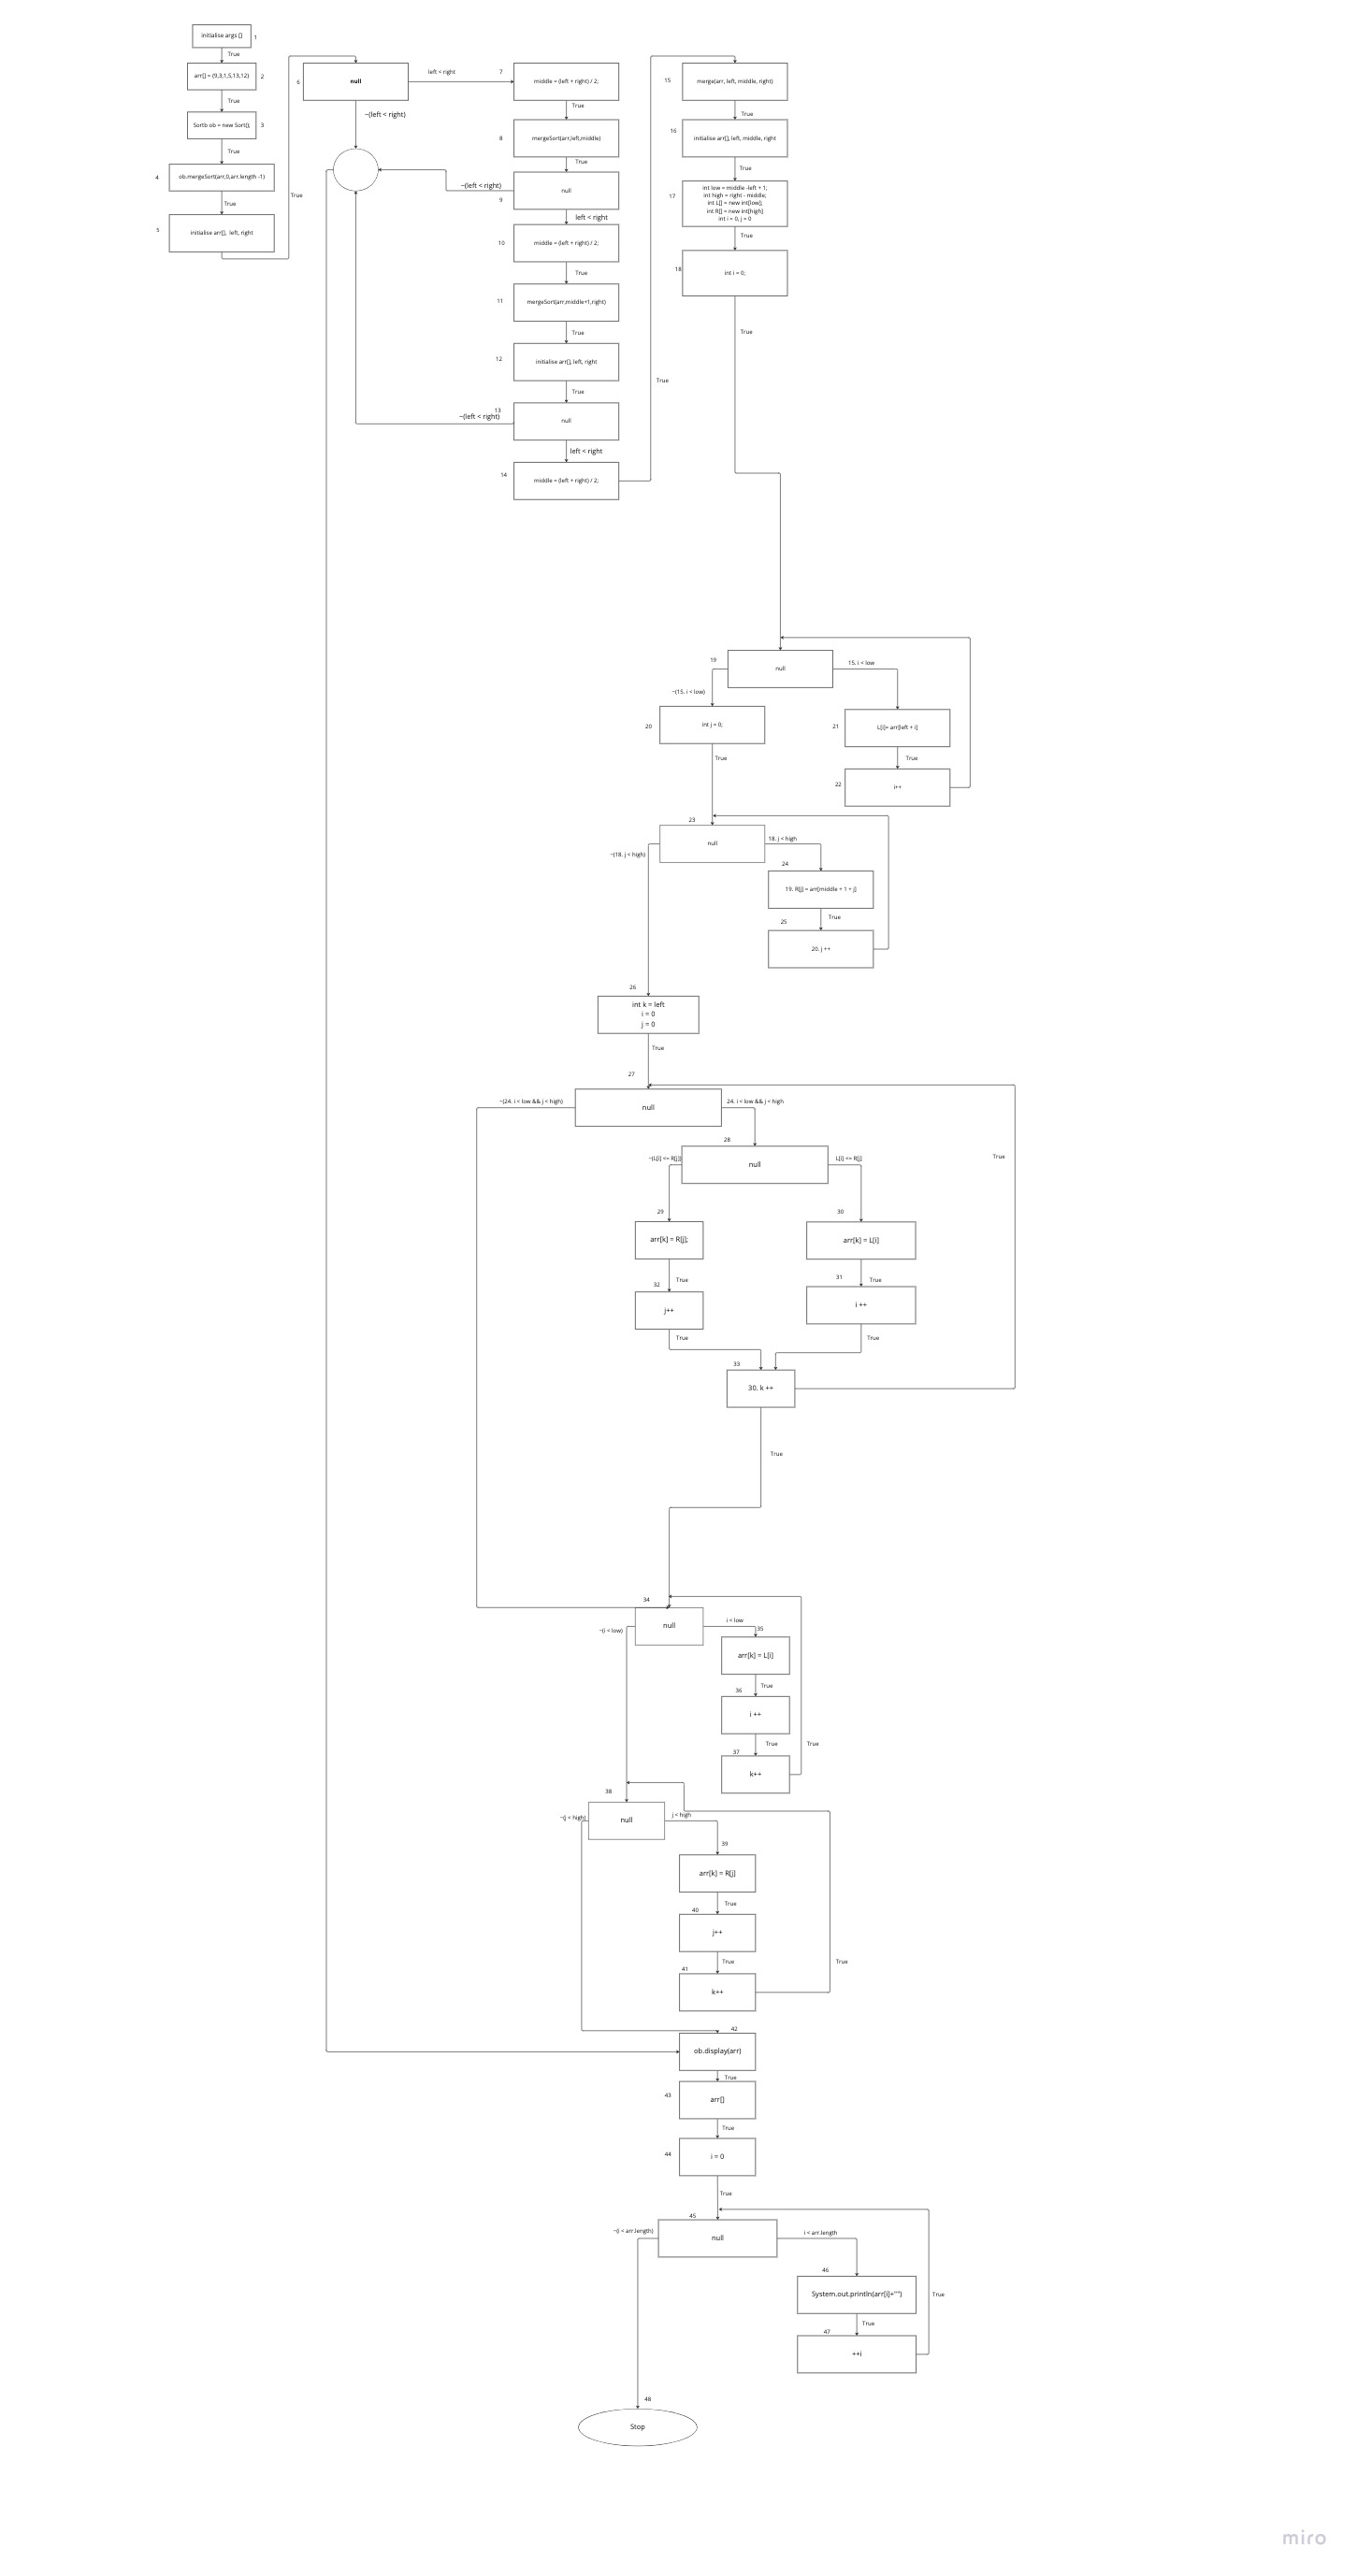 initialise args []
1
True
arr[] = {9,3,1,5,13,12}
2
True
Sortb ob = new Sort();
3
True
4
ob.mergeSort(arr,0,arr.length -1)
True
5
initialise arr[], left, right
True
6
null
left < right
~(left < right)
7
middle = (left + right) / 2;
True
8
mergeSort(arr,left,middle)
True
~(left < right)
9
null
left < right
10
middle = (left + right) / 2;
True
11
mergeSort(arr,middle+1,right)
True
12
initialise arr[], left, right
True
13
~(left < right)
null
left < right
14
middle = (left + right) / 2;
True
15
merge(arr, left, middle, right)
True
16
initialise arr[], left, middle, right
True
17
int low = middle -left + 1;
int high = right - middle;
int L[] = new int[low];
int R[] = new int[high]
int i = 0, j = 0
True
18
int i = 0;
True
19
null
15. i < low
~(15. i < low)
20
int j = 0;
True
21
L[i]= arr[left + i]
True
22
i++
23
null
18. j < high
~(18. j < high)
24
19. R[j] = arr[middle + 1 + j]
True
25
20. j ++
26
int k = left
i = 0
j = 0
True
27
~(24. i < low && j < high)
null
24. i < low && j < high
28
~(L[i] <= R[j])
null
L[i] <= R[j]
True
29
arr[k] = R[j];
True
30
arr[k] = L[i]
True
32
j++
True
31
i ++
True
33
30. k ++
True
34
null
i < low
~(i < low)
35
arr[k] = L[i]
True
36
i ++
True
37
k++
True
38
~(j < high)
null
j < high
39
arr[k] = R[j]
True
40
j++
True
41
k++
True
42
ob.display(arr)
True
43
arr[]
True
44
i = 0
True
45
~(i < arr.length)
null
i < arr.length
46
System.out.println(arr[i]+"")
True
True
47
++i
48
Stop
miro